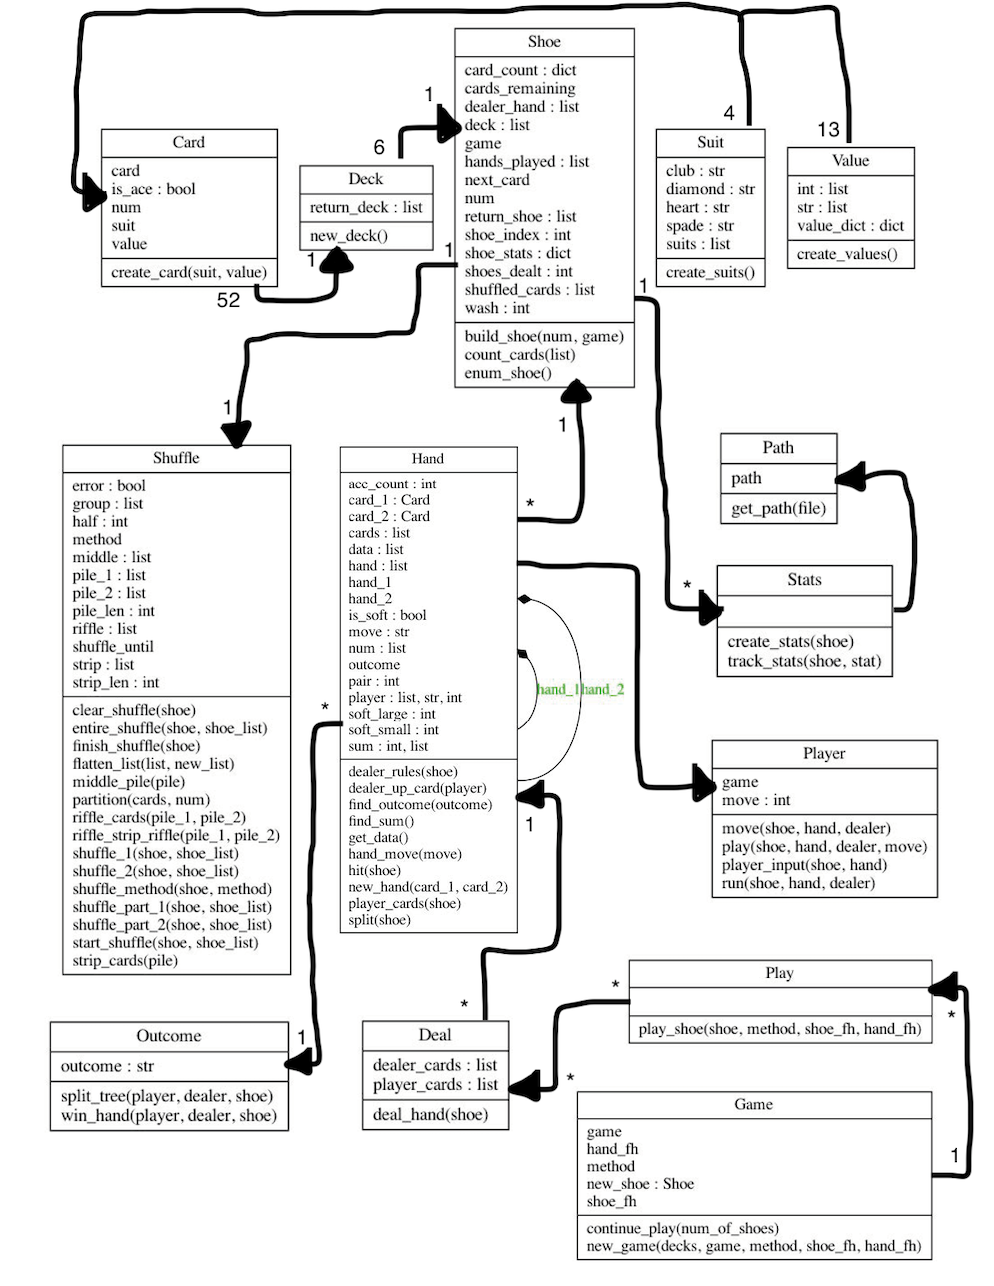 Shoe
card_count : dict
cards_remaining
dealer_hand : list
deck : list
game
hands_played : list
next_card
num
return_shoe : list
shoe_index : int
shoe_stats : dict
shoes_dealt : int
shuffled_cards : list
wash : int
build_shoe(num, game)
count_cards(list)
enum_shoe()
1
6
1
1
1
Card
card
is_ace : bool
num
suit
value
create_card(suit, value)
52
1
Deck
return_deck : list
new_deck()
4
Suit
club : str
diamond : str
heart : str
spade : str
suits : list
create_suits()
13
Value
int : list
str : list
value_dict : dict
create_values()
1
Shuffle
error : bool
group : list
half : int
method
middle : list
pile_1 : list
pile_2 : list
pile_len : int
riffle : list
shuffle_until
strip : list
strip_len : int
clear_shuffle(shoe)
entire_shuffle(shoe, shoe_list)
finish_shuffle(shoe)
flatten_list(list, new_list)
middle_pile(pile)
partition(cards, num)
riffle_cards(pile_1, pile_2)
riffle_strip_riffle(pile_1, pile_2)
shuffle_1(shoe, shoe_list)
shuffle_2(shoe, shoe_list)
shuffle_method(shoe, method)
shuffle_part_1(shoe, shoe_list)
shuffle_part_2(shoe, shoe_list)
start_shuffle(shoe, shoe_list)
strip_cards(pile)
Hand
acc_count : int
card_1 : Card
card_2 : Card
cards : list
data : list
hand : list
hand_1
hand_2
is_soft : bool
move : str
num : list
outcome
pair : int
player : list, str, int
soft_large : int
soft_small : int
sum : int, list
dealer_rules(shoe)
dealer_up_card(player)
find_outcome(outcome)
find_sum()
get_data()
hand_move(move)
hit(shoe)
new_hand(card_1, card_2)
player_cards(shoe)
split(shoe)
*
*
hand_1hand_2
1
Path
path
get_path(file)
*
Stats
create_stats(shoe)
track_stats(shoe, stat)
Player
game
move : int
move(shoe, hand, dealer)
play(shoe, hand, dealer, move)
player_input(shoe, hand)
run(shoe, hand, dealer)
1
Outcome
outcome : str
split_tree(player, dealer, shoe)
win_hand(player, dealer, shoe)
*
Deal
dealer_cards : list
player_cards : list
deal_hand(shoe)
*
*
Play
play_shoe(shoe, method, shoe_fh, hand_fh)
*
1
Game
game
hand_fh
method
new_shoe : Shoe
shoe_fh
continue_play(num_of_shoes)
new_game(decks, game, method, shoe_fh, hand_fh)